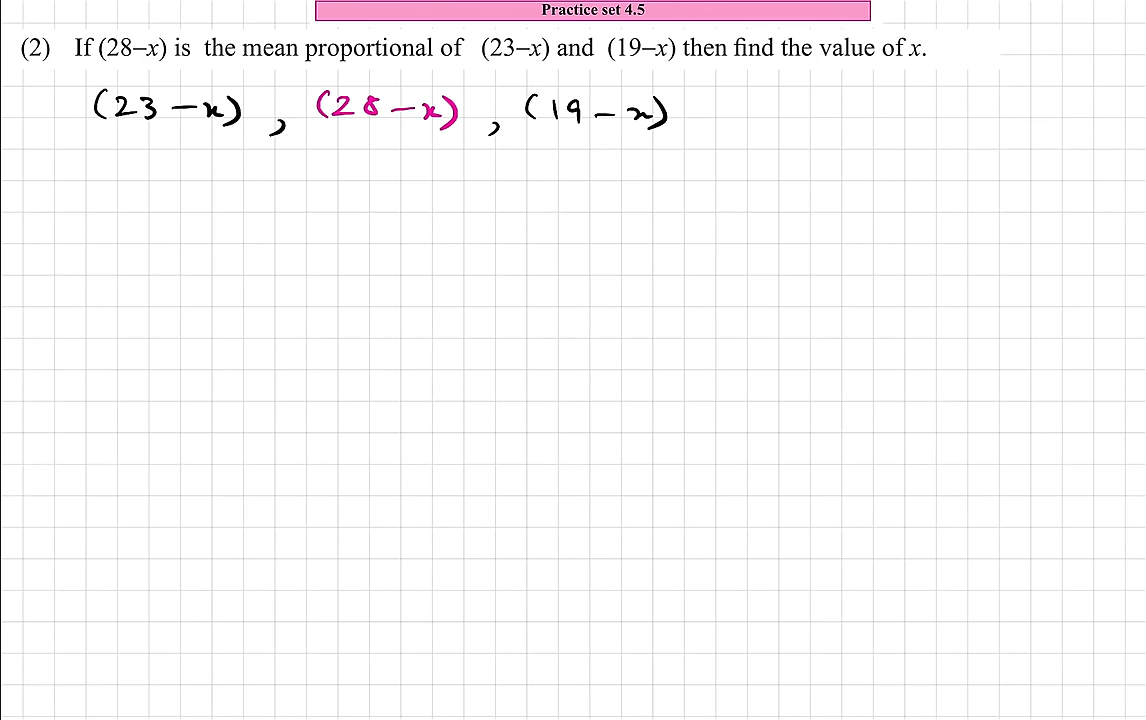 Practice set 4.5
(2) If (28–x) is the mean proportional of (23–x) and (19–x) then find the value of x.
(23 – x) , (28 – x) , (19 – x)